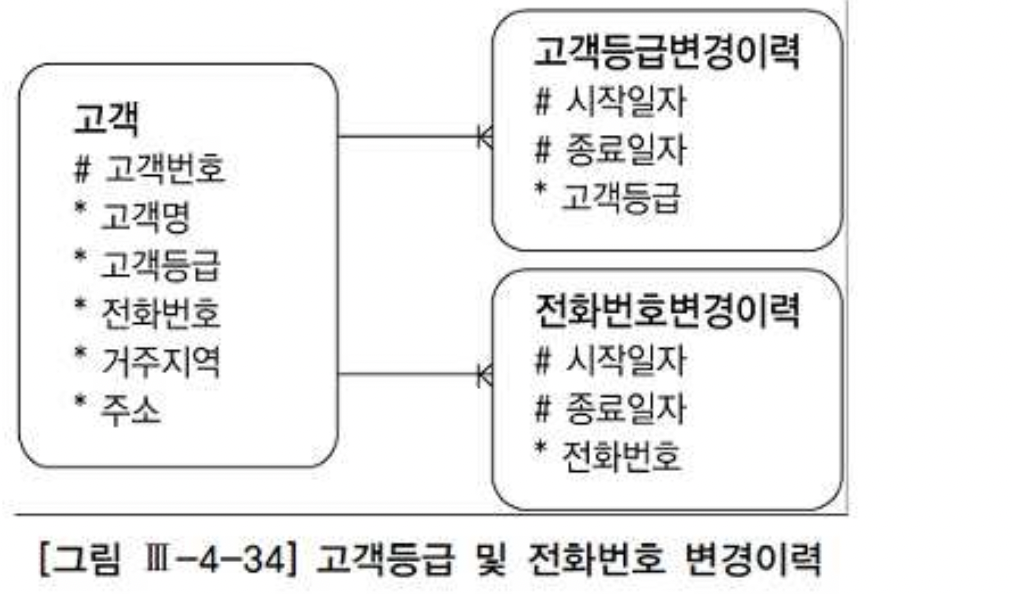 고객
# 고객번호
* 고객명
* 고객등급
* 전화번호
* 거주지역
* 주소
고객등급변경이력
# 시작일자
# 종료일자
* 고객등급
전화번호변경이력
# 시작일자
# 종료일자
* 전화번호
[그림 Ⅲ-4-34] 고객등급 및 전화번호 변경이력